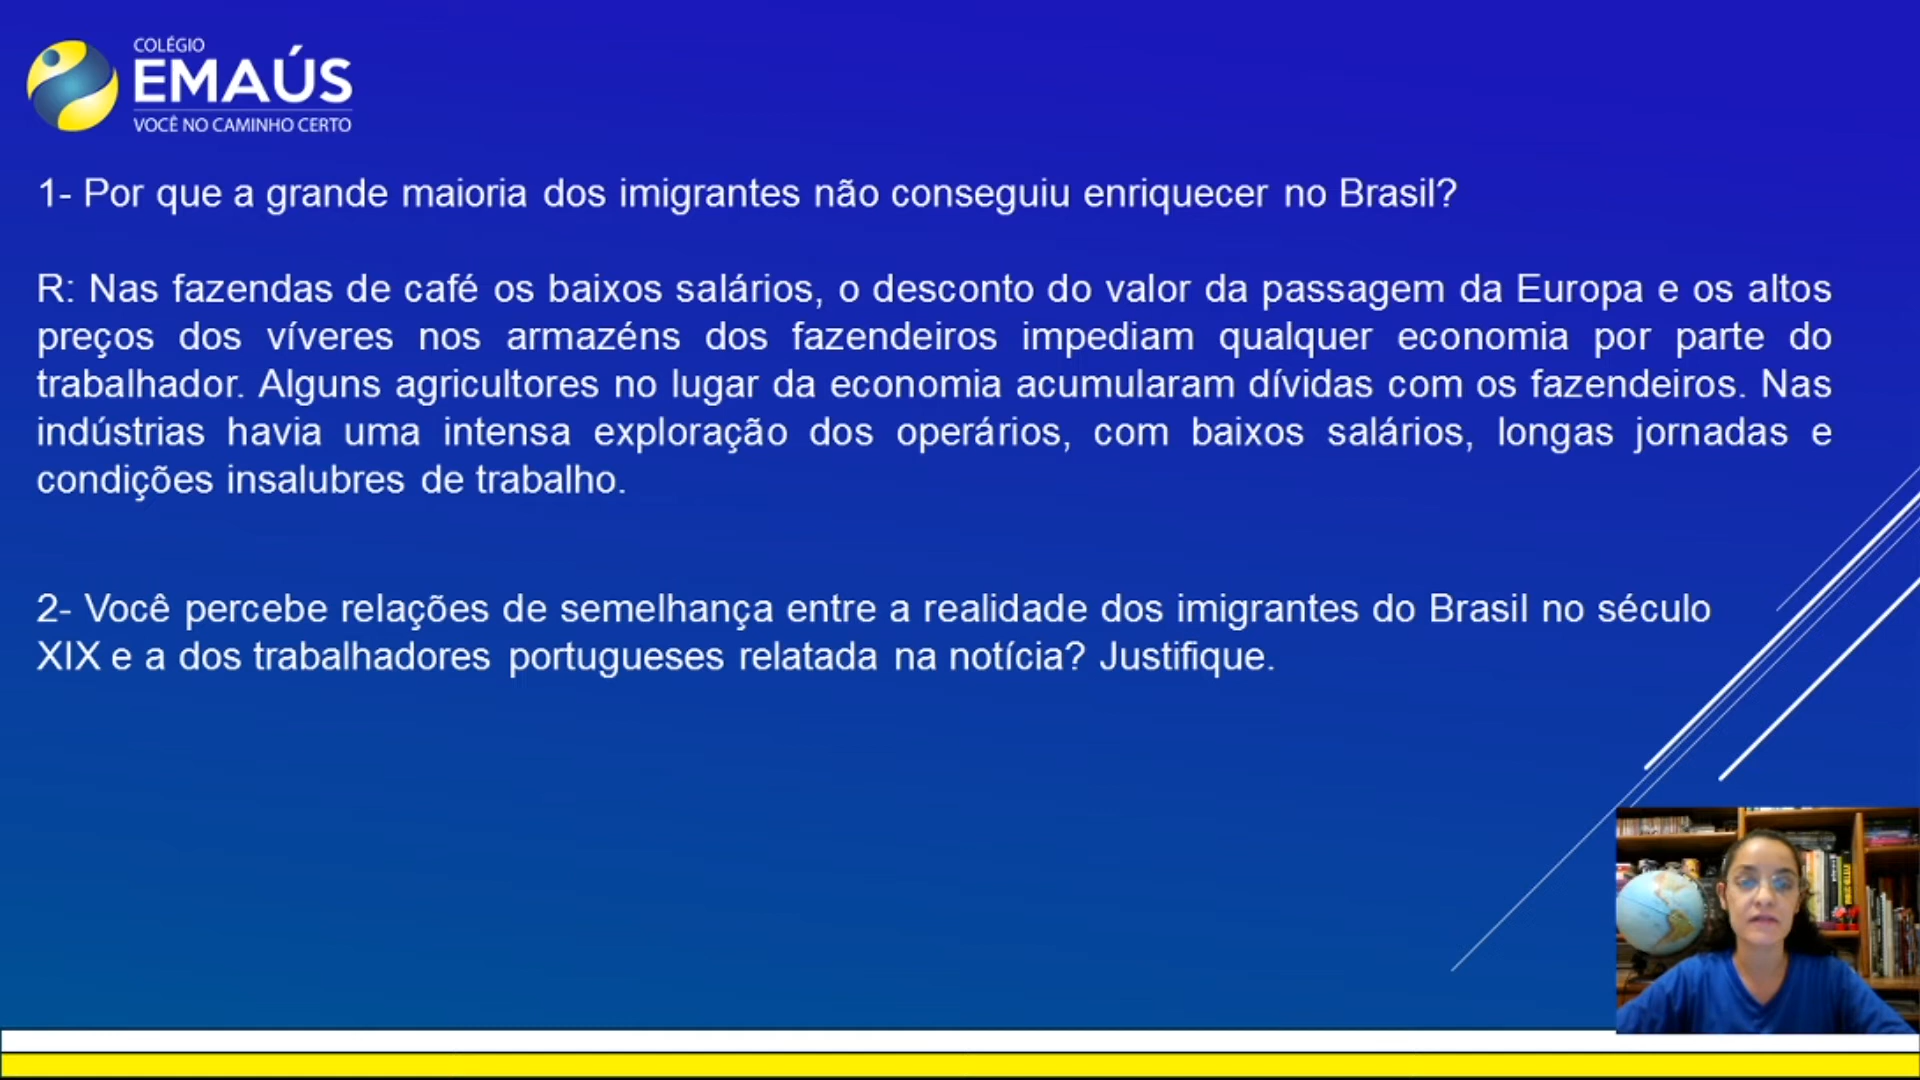 COLÉGIO
EMAÚS
VOCÊ NO CAMINHO CERTO
1- Por que a grande maioria dos imigrantes não conseguiu enriquecer no Brasil?
R: Nas fazendas de café os baixos salários, o desconto do valor da passagem da Europa e os altos
preços dos víveres nos armazéns dos fazendeiros impediam qualquer economia por parte do
trabalhador. Alguns agricultores no lugar da economia acumularam dívidas com os fazendeiros. Nas
indústrias havia uma intensa exploração dos operários, com baixos salários, longas jornadas e
condições insalubres de trabalho.
2- Você percebe relações de semelhança entre a realidade dos imigrantes do Brasil no século
XIX e a dos trabalhadores portugueses relatada na notícia? Justifique.